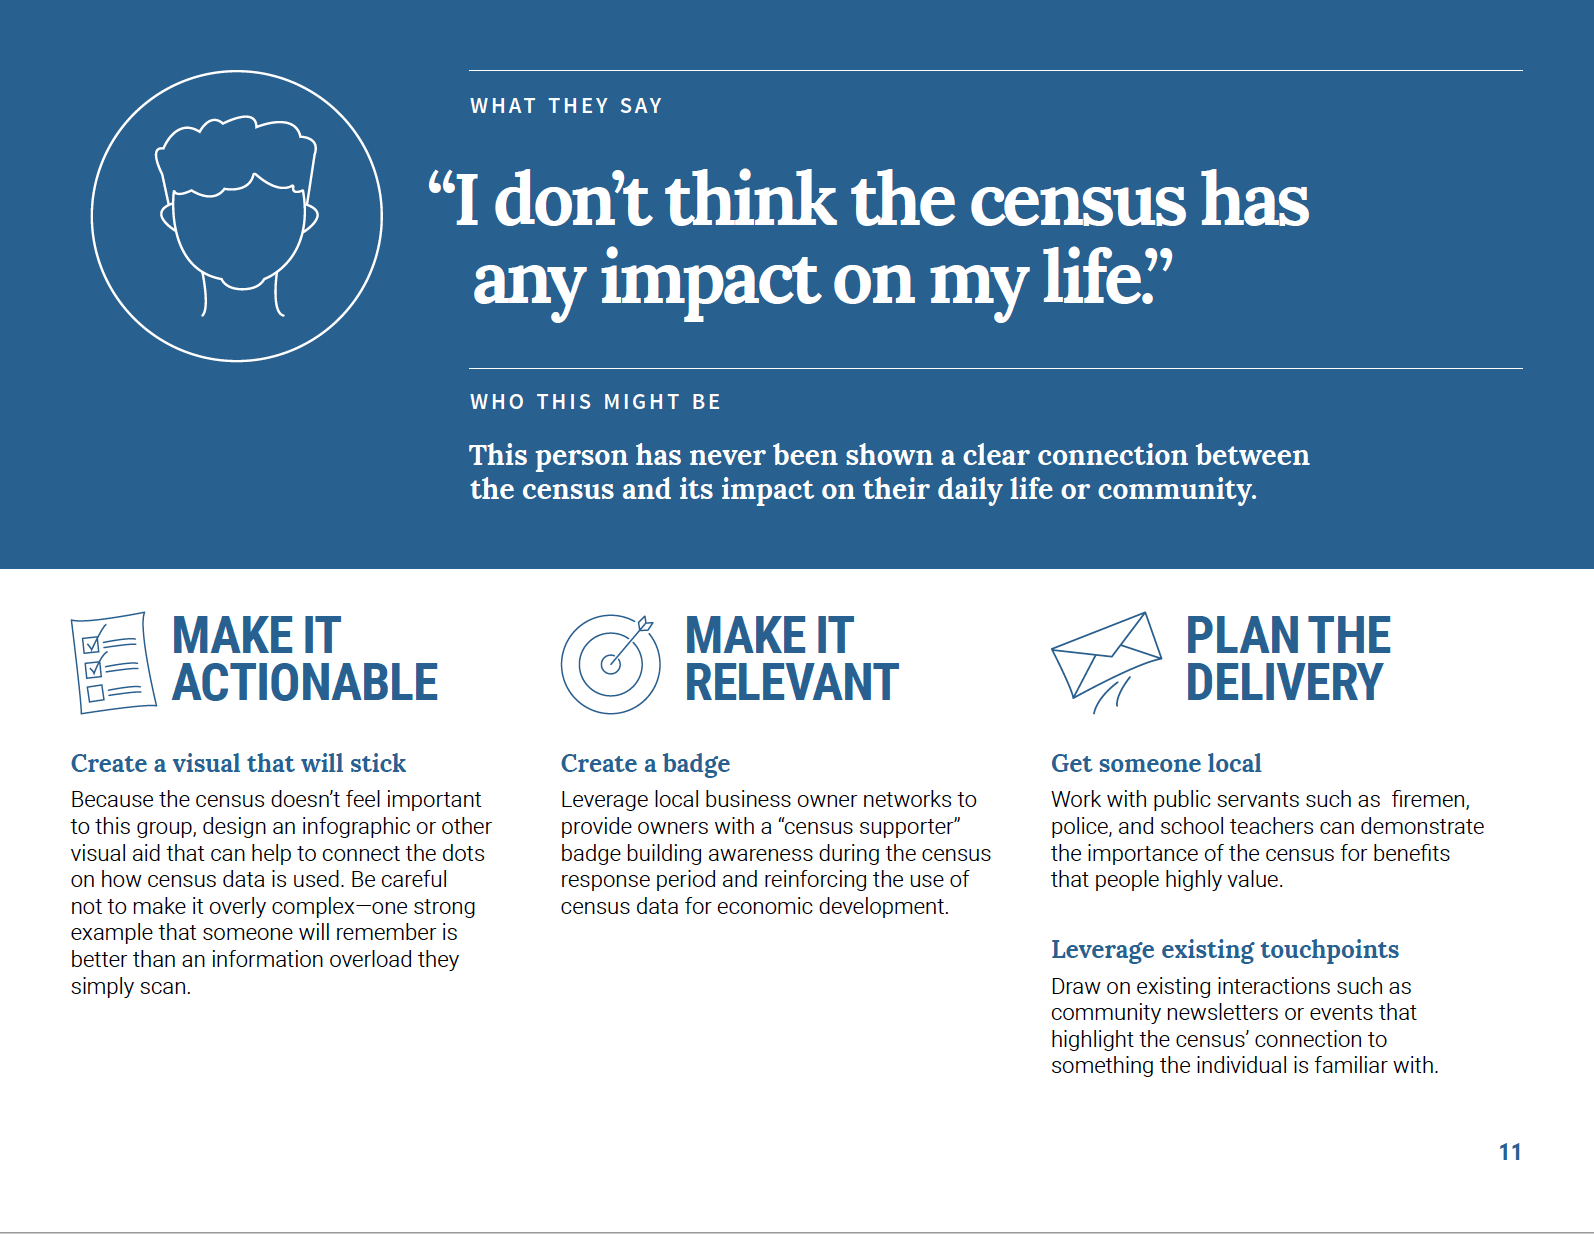 WHAT THEY SAY
“I don’t think the census has
any impact on my life.”
WHO THIS MIGHT BE
This person has never been shown a clear connection between
the census and its impact on their daily life or community.
MAKE IT
ACTIONABLE
Create a visual that will stick
Because the census doesn’t feel important
to this group, design an infographic or other
visual aid that can help to connect the dots
on how census data is used. Be careful
not to make it overly complex—one strong
example that someone will remember is
better than an information overload they
simply scan.
MAKE IT
RELEVANT
Create a badge
Leverage local business owner networks to
provide owners with a “census supporter”
badge building awareness during the census
response period and reinforcing the use of
census data for economic development.
PLAN THE
DELIVERY
Get someone local
Work with public servants such as  firemen,
police, and school teachers can demonstrate
the importance of the census for benefits
that people highly value.
Leverage existing touchpoints
Draw on existing interactions such as
community newsletters or events that
highlight the census’ connection to
something the individual is familiar with.
11